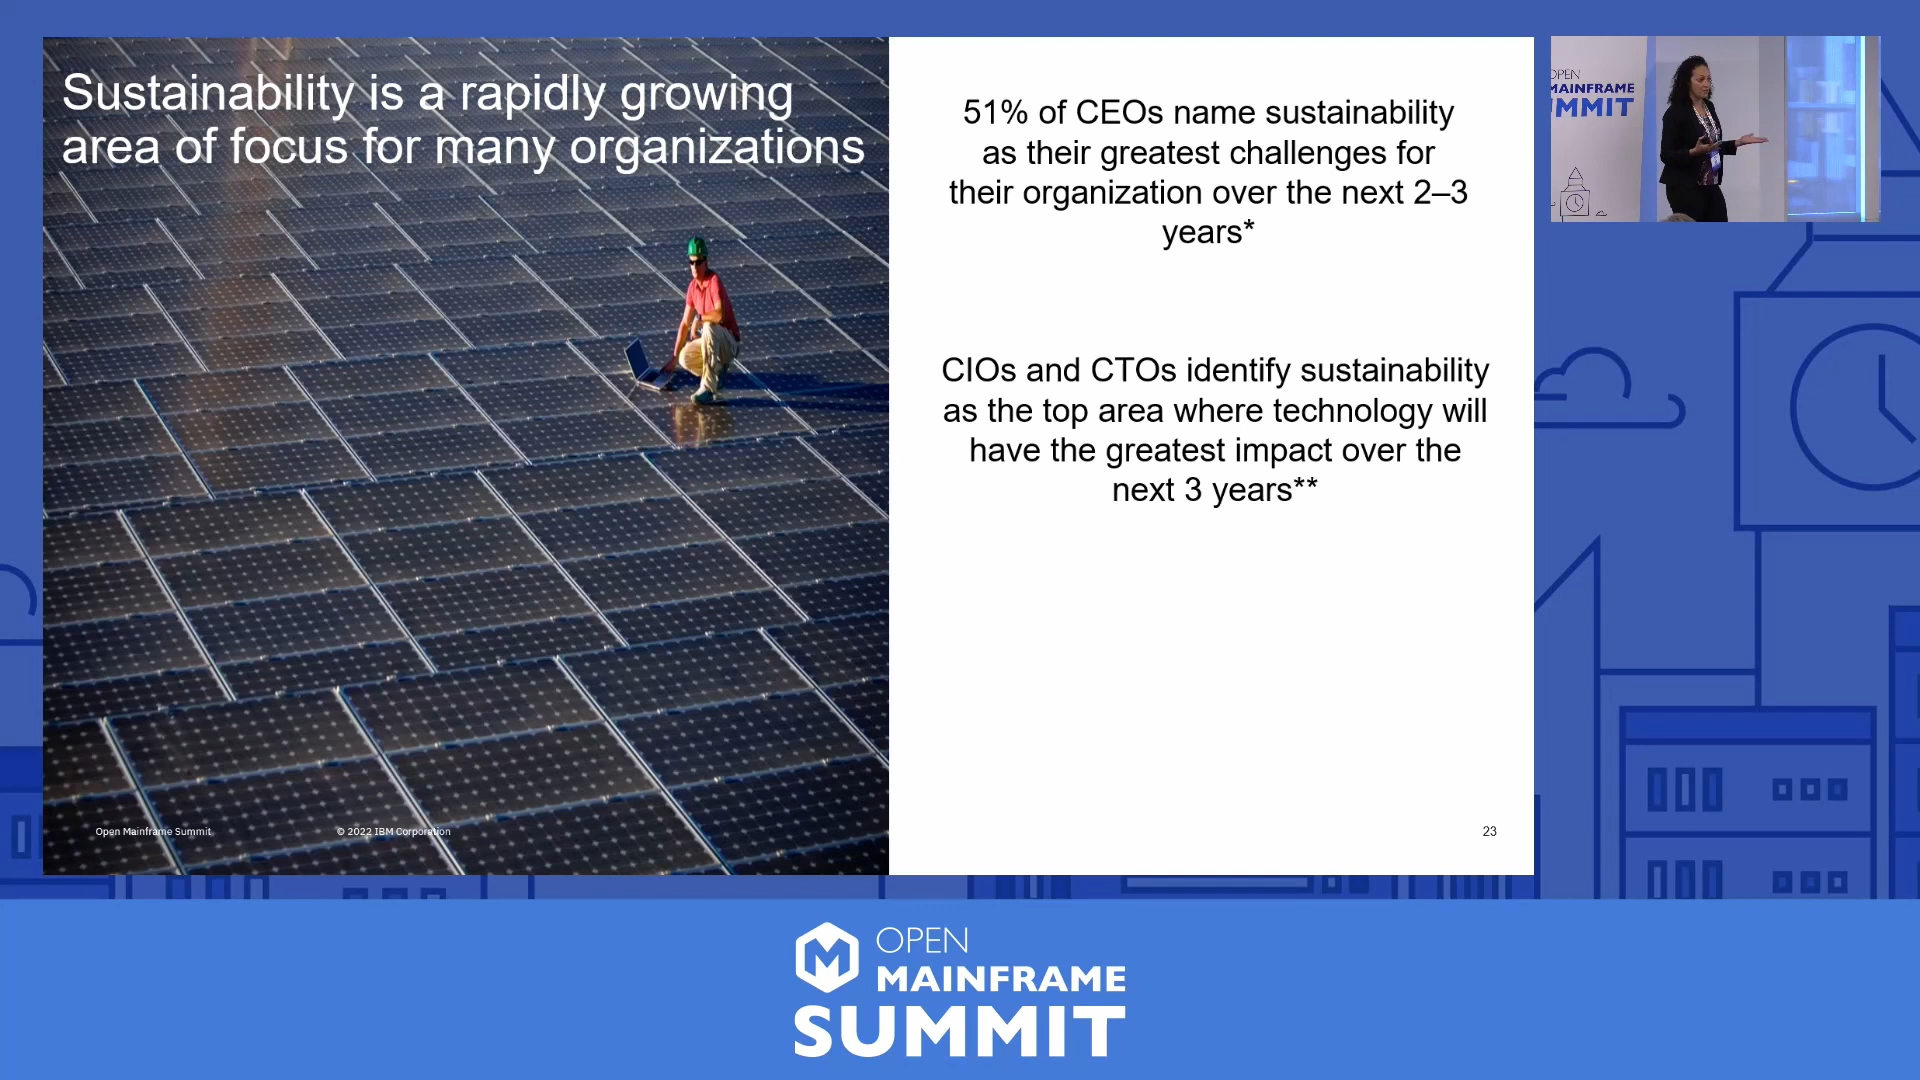 Sustainability is a rapidly growing
area of focus for many organizations
51% of CEOs name sustainability
as their greatest challenges for
their organization over the next 2–3
years*
CIOs and CTOs identify sustainability
as the top area where technology will
have the greatest impact over the
next 3 years**
Open Mainframe Summit
© 2022 IBM Corporation
23
OPEN
MAINFRAME
UMMIT
OPEN
MAINFRAME
SUMMIT